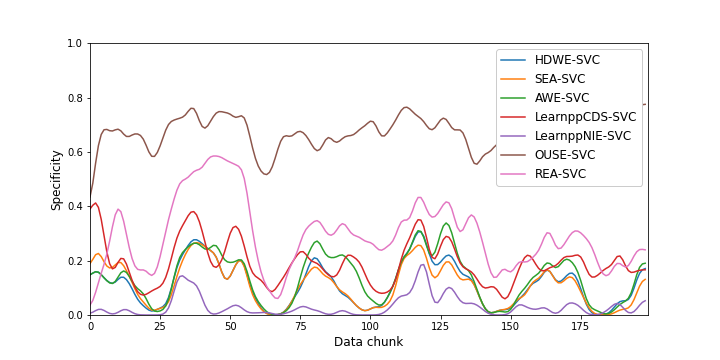 1.0
0.8
0.6
0.4
0.2
0.0
Specificity
0 25 50 75 100 125 150 175
Data chunk
HDWE-SVC
SEA-SVC
AWE-SVC
LearnppCDS-SVC
LearnppNIE-SVC
OUSE-SVC
REA-SVC